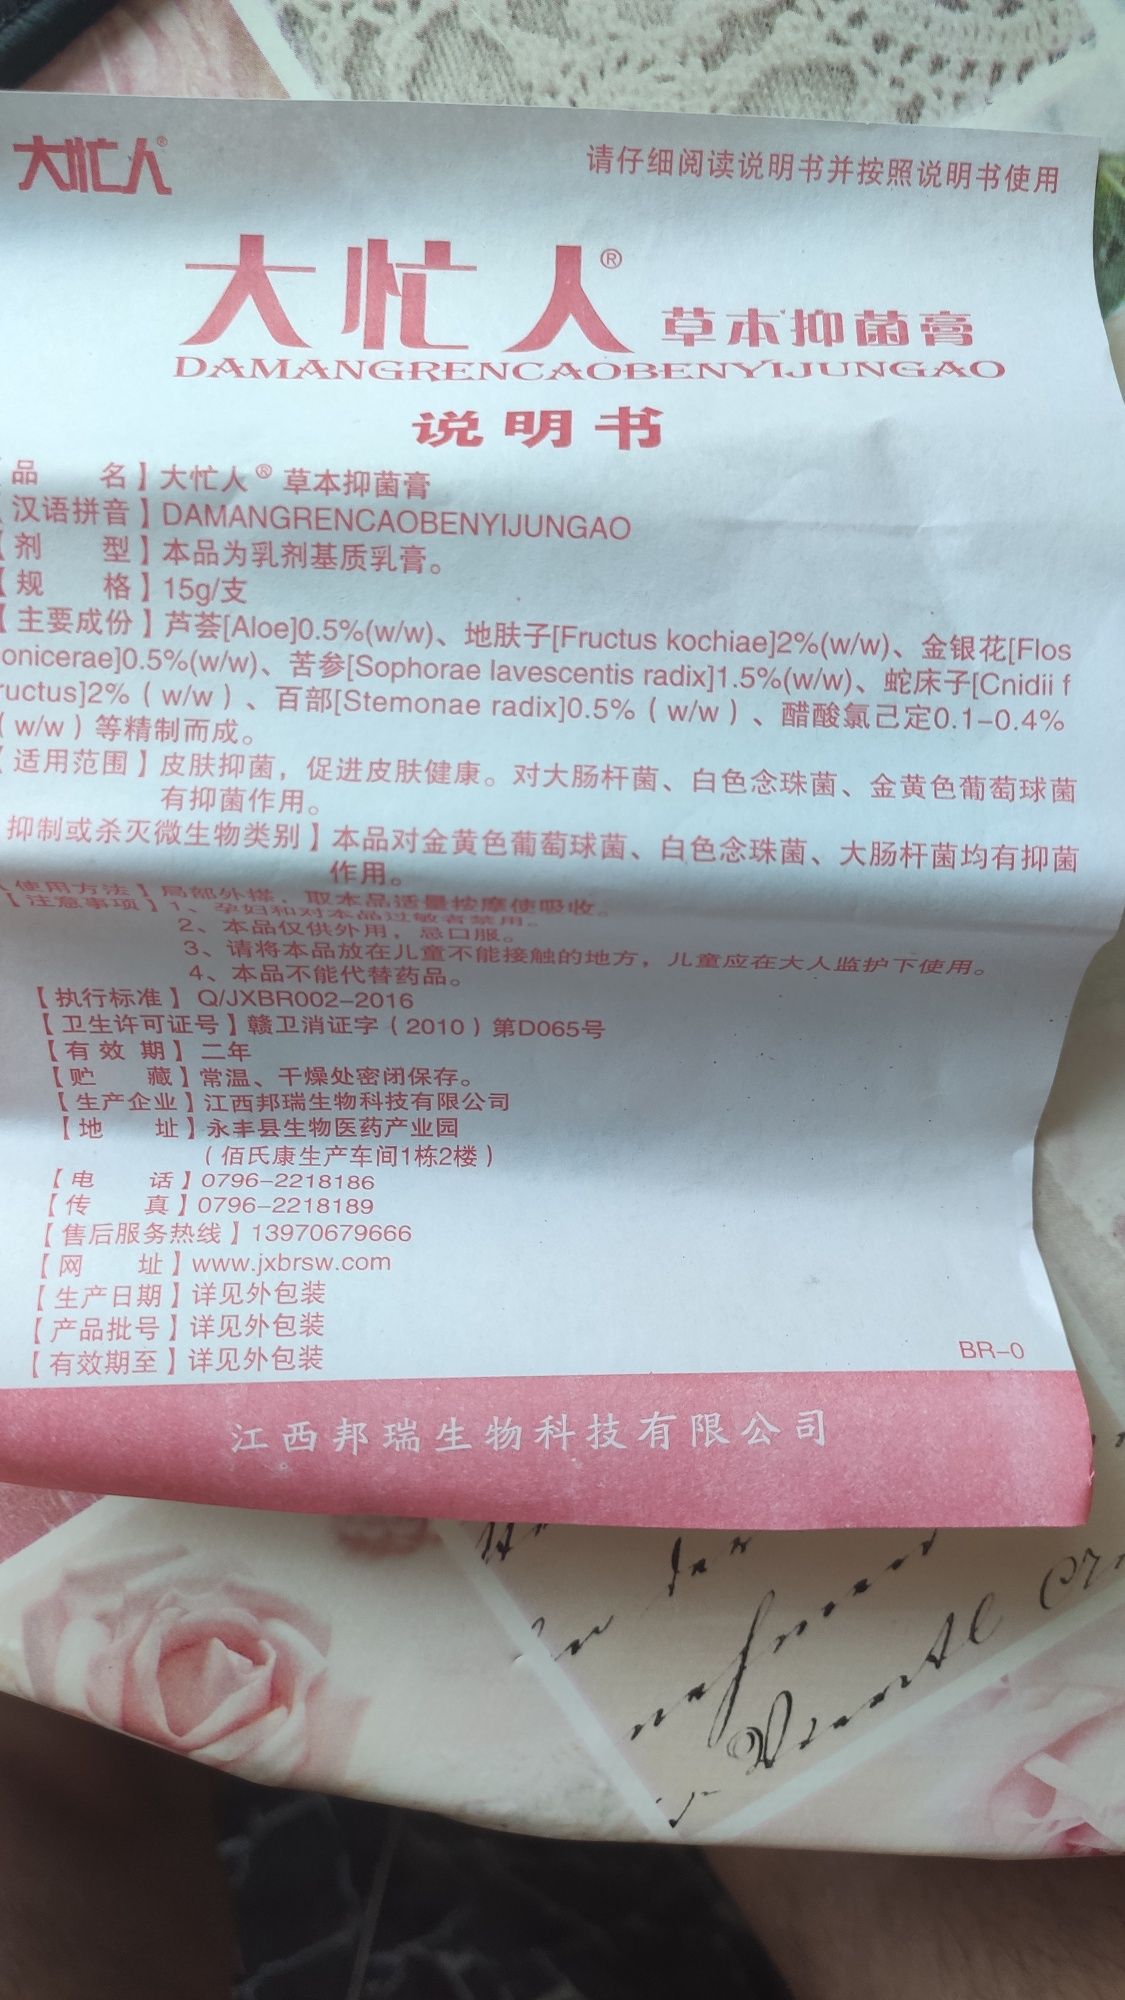 大忙人®
请仔细阅读说明书并按照说明书使用
大忙人® 草本抑菌膏
DAMANGRENCAOBENYIJUNGAO
说明书
【品 名】大忙人® 草本抑菌膏
【汉语拼音】DAMANGRENCAOBENYIJUNGAO
【剂 型】本品为乳剂基质乳膏。
【规 格】15g/支
【主要成份】芦荟[Aloe]0.5%(w/w)、地肤子[Fructus kochiae]2%(w/w)、金银花[Flos
onicerae]0.5%(w/w)、苦参[Sophorae lavescentis radix]1.5%(w/w)、蛇床子[Cnidii f
ructus]2%（w/w）、百部[Stemonae radix]0.5%（w/w）、醋酸氯己定0.1-0.4%
（w/w）等精制而成。
【适用范围】皮肤抑菌，促进皮肤健康。对大肠杆菌、白色念珠菌、金黄色葡萄球菌
有抑菌作用。
抑制或杀灭微生物类别】本品对金黄色葡萄球菌、白色念珠菌、大肠杆菌均有抑菌
作用。
【使用方法】局部外搽，取本品适量按摩使吸收。
【注意事项】1、孕妇和对本品过敏者禁用。
2、本品仅供外用，忌口服。
3、请将本品放在儿童不能接触的地方，儿童应在大人监护下使用。
4、本品不能代替药品。
【执行标准】Q/JXBR002-2016
【卫生许可证号】赣卫消证字（2010）第D065号
【有效期】二年
【贮 藏】常温、干燥处密闭保存。
【生产企业】江西邦瑞生物科技有限公司
【地 址】永丰县生物医药产业园
（佰氏康生产车间1栋2楼）
【电 话】0796-2218186
【传 真】0796-2218189
【售后服务热线】13970679666
【网 址】www.jxbrsw.com
【生产日期】详见外包装
【产品批号】详见外包装
【有效期至】详见外包装
BR-0
江西邦瑞生物科技有限公司